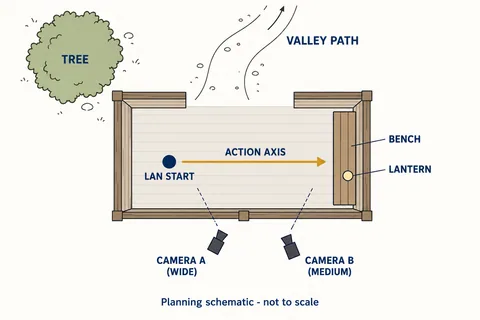 TREE
VALLEY PATH
BENCH
ACTION AXIS
LANTERN
LAN START
CAMERA A
(WIDE)
CAMERA B
(MEDIUM)
Planning schematic - not to scale